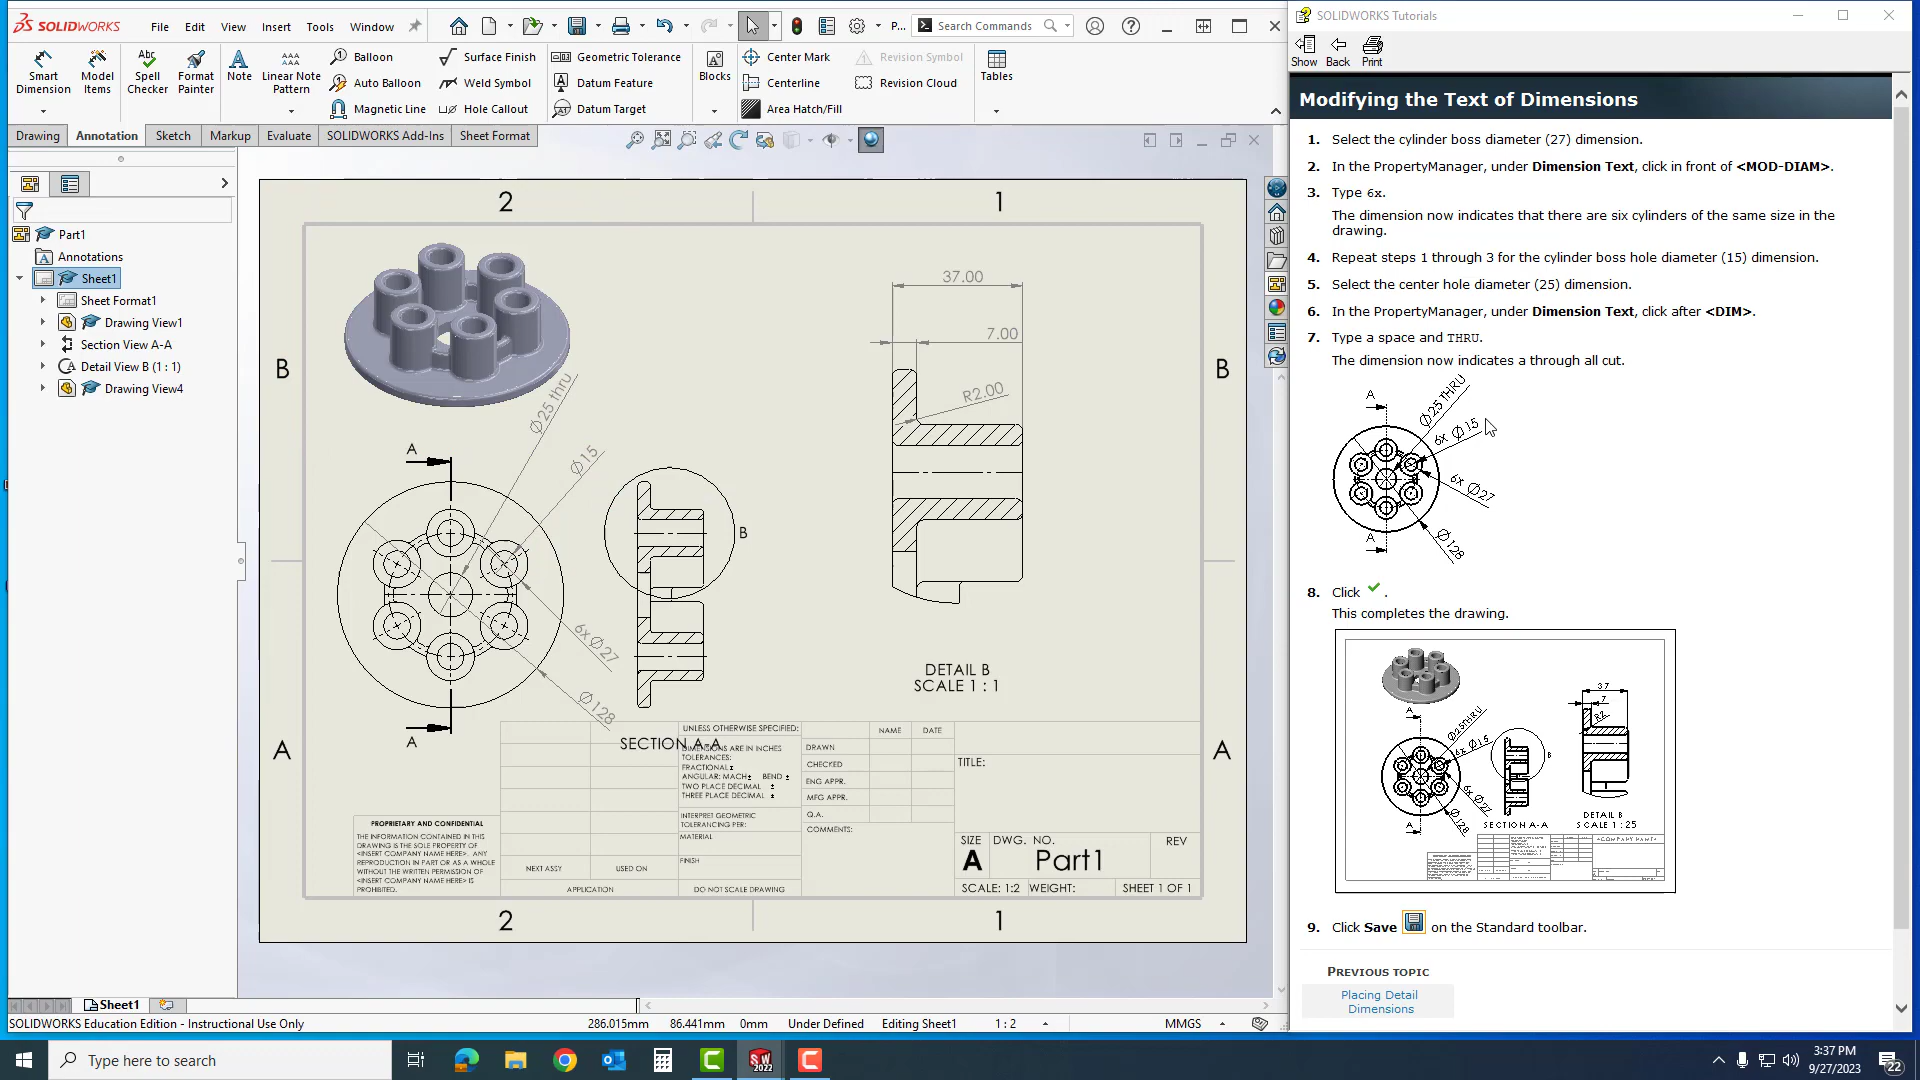 SOLIDWORKS File Edit View Insert Tools Window P... Search Commands
SOLIDWORKS Tutorials
Show Back Print
Smart Dimension
Model Items
Spell Checker
Format Painter
Note
Linear Note Pattern
Balloon
Auto Balloon
Magnetic Line
Surface Finish
Weld Symbol
Hole Callout
Geometric Tolerance
Datum Feature
Datum Target
Blocks
Center Mark
Centerline
Area Hatch/Fill
Revision Symbol
Revision Cloud
Tables
Drawing Annotation Sketch Markup Evaluate SOLIDWORKS Add-Ins Sheet Format
Part1
Annotations
Sheet1
Sheet Format1
Drawing View1
Section View A-A
Detail View B (1 : 1)
Drawing View4
2 1
B B
A A
2 1
37.00
7.00
R2.00
Ø25 thru
Ø15
6x Ø27
Ø128
A
A
B
SECTION A-A
DETAIL B
SCALE 1 : 1
UNLESS OTHERWISE SPECIFIED:
DIMENSIONS ARE IN INCHES
TOLERANCES:
FRACTIONAL ±
ANGULAR: MACH± BEND ±
TWO PLACE DECIMAL ±
THREE PLACE DECIMAL ±
INTERPRET GEOMETRIC
TOLERANCING PER:
MATERIAL
FINISH
DO NOT SCALE DRAWING
NAME DATE
DRAWN
CHECKED
ENG APPR.
MFG APPR.
Q.A.
COMMENTS:
PROPRIETARY AND CONFIDENTIAL
THE INFORMATION CONTAINED IN THIS
DRAWING IS THE SOLE PROPERTY OF
<INSERT COMPANY NAME HERE>. ANY
REPRODUCTION IN PART OR AS A WHOLE
WITHOUT THE WRITTEN PERMISSION OF
<INSERT COMPANY NAME HERE> IS
PROHIBITED.
NEXT ASSY USED ON
APPLICATION
TITLE:
SIZE DWG. NO. REV
A Part1
SCALE: 1:2 WEIGHT: SHEET 1 OF 1
Sheet1
SOLIDWORKS Education Edition - Instructional Use Only 286.015mm 86.441mm 0mm Under Defined Editing Sheet1 1 : 2 MMGS
Modifying the Text of Dimensions
1. Select the cylinder boss diameter (27) dimension.
2. In the PropertyManager, under Dimension Text, click in front of <MOD-DIAM>.
3. Type 6x.
The dimension now indicates that there are six cylinders of the same size in the
drawing.
4. Repeat steps 1 through 3 for the cylinder boss hole diameter (15) dimension.
5. Select the center hole diameter (25) dimension.
6. In the PropertyManager, under Dimension Text, click after <DIM>.
7. Type a space and THRU.
The dimension now indicates a through all cut.
A
Ø25 THRU
6x Ø15
6x Ø27
Ø128
A
8. Click .
This completes the drawing.
37
7
R2
A
Ø25THRU
6x Ø15
B
6x Ø27
Ø128
A
SECTION A-A
DETAIL B
SCALE 1 : 25
<COMPANY NAME>
9. Click Save on the Standard toolbar.
PREVIOUS TOPIC
Placing Detail
Dimensions
Type here to search
SW
2022
3:37 PM
9/27/2023
22